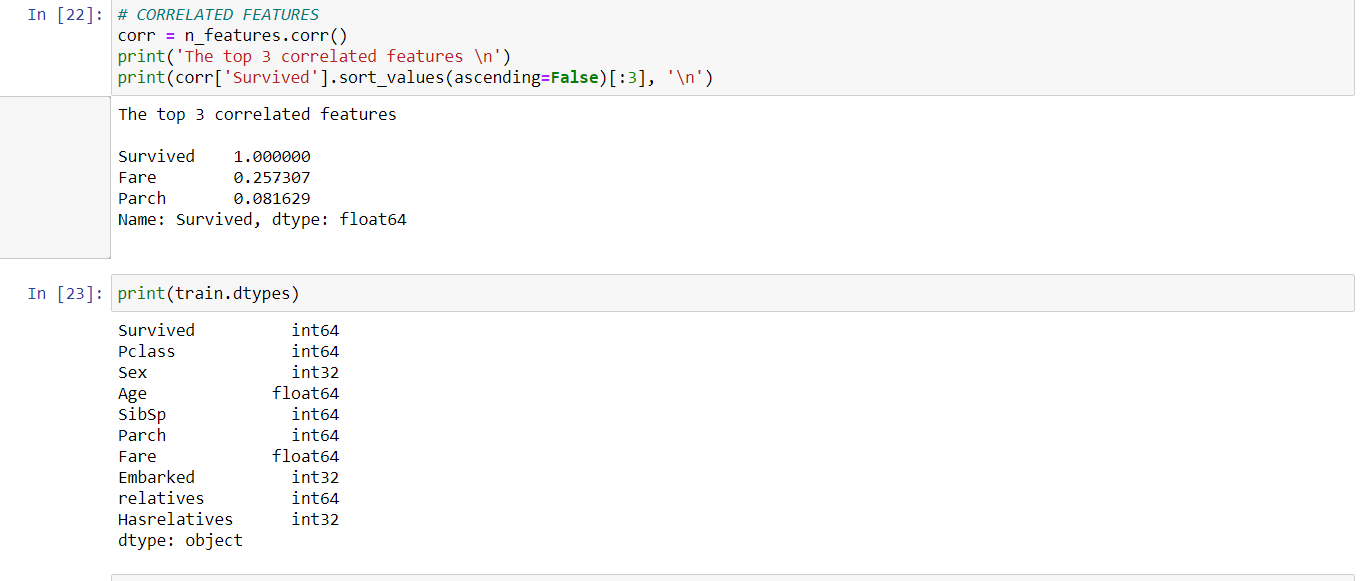 In [22]: # CORRELATED FEATURES
corr = n_features.corr()
print('The top 3 correlated features \n')
print(corr['Survived'].sort_values(ascending=False)[:3], '\n')
The top 3 correlated features
Survived    1.000000
Fare        0.257307
Parch       0.081629
Name: Survived, dtype: float64
In [23]: print(train.dtypes)
Survived          int64
Pclass            int64
Sex               int32
Age             float64
SibSp             int64
Parch             int64
Fare            float64
Embarked          int32
relatives         int64
Hasrelatives      int32
dtype: object